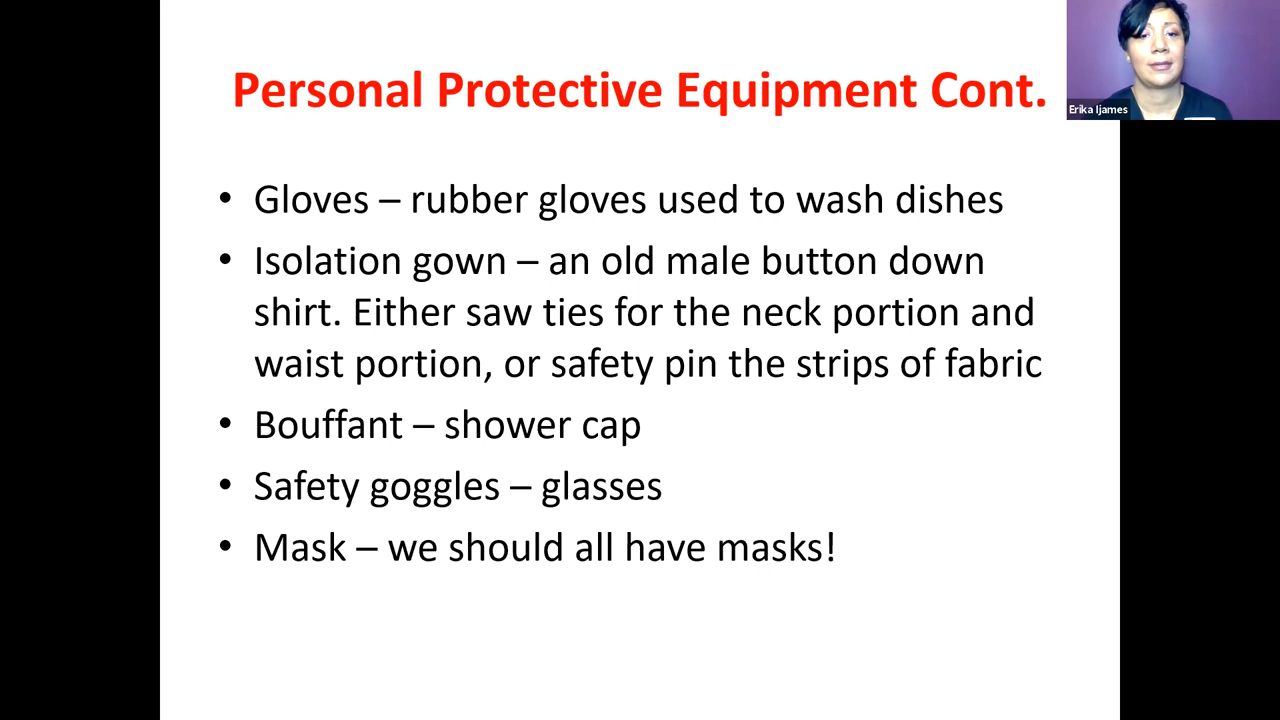 Personal Protective Equipment Cont.
Erika Ijames
• Gloves – rubber gloves used to wash dishes
• Isolation gown – an old male button down
shirt. Either saw ties for the neck portion and
waist portion, or safety pin the strips of fabric
• Bouffant – shower cap
• Safety goggles – glasses
• Mask – we should all have masks!